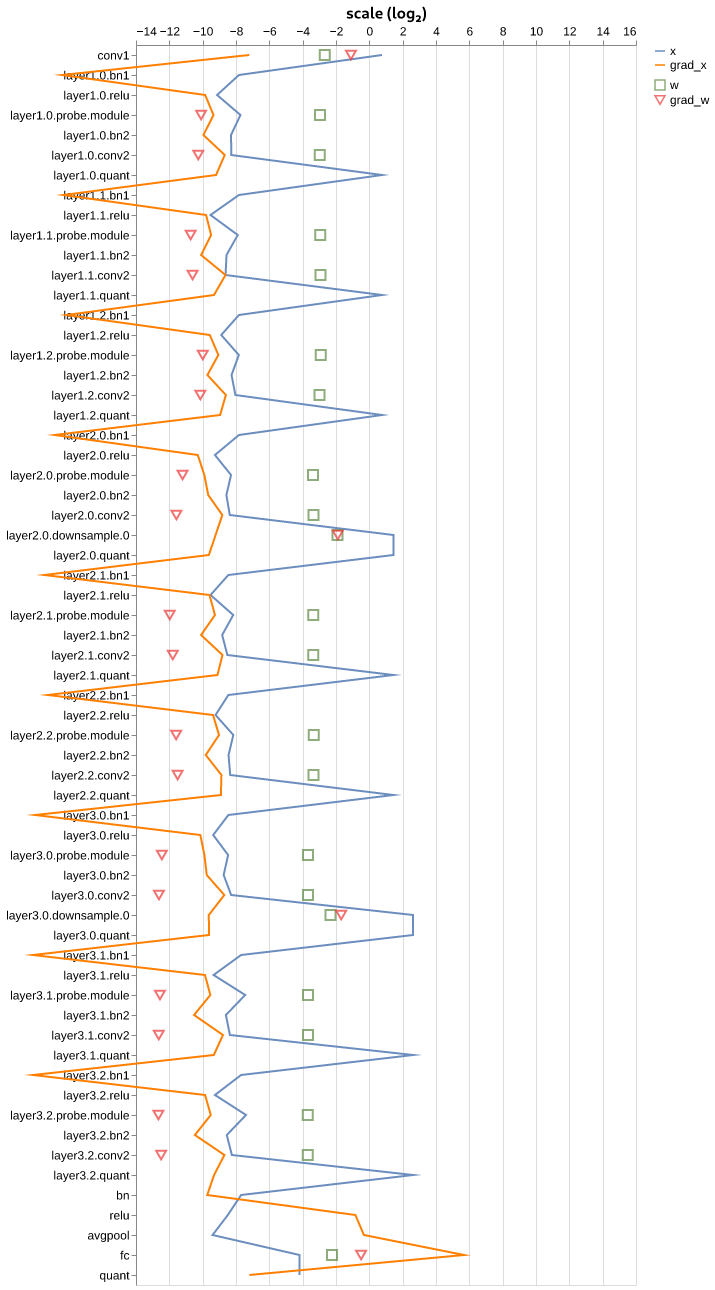 scale (log₂)
−14 −12 −10 −8 −6 −4 −2 0 2 4 6 8 10 12 14 16
x
grad_x
w
grad_w
conv1
layer1.0.bn1
layer1.0.relu
layer1.0.probe.module
layer1.0.bn2
layer1.0.conv2
layer1.0.quant
layer1.1.bn1
layer1.1.relu
layer1.1.probe.module
layer1.1.bn2
layer1.1.conv2
layer1.1.quant
layer1.2.bn1
layer1.2.relu
layer1.2.probe.module
layer1.2.bn2
layer1.2.conv2
layer1.2.quant
layer2.0.bn1
layer2.0.relu
layer2.0.probe.module
layer2.0.bn2
layer2.0.conv2
layer2.0.downsample.0
layer2.0.quant
layer2.1.bn1
layer2.1.relu
layer2.1.probe.module
layer2.1.bn2
layer2.1.conv2
layer2.1.quant
layer2.2.bn1
layer2.2.relu
layer2.2.probe.module
layer2.2.bn2
layer2.2.conv2
layer2.2.quant
layer3.0.bn1
layer3.0.relu
layer3.0.probe.module
layer3.0.bn2
layer3.0.conv2
layer3.0.downsample.0
layer3.0.quant
layer3.1.bn1
layer3.1.relu
layer3.1.probe.module
layer3.1.bn2
layer3.1.conv2
layer3.1.quant
layer3.2.bn1
layer3.2.relu
layer3.2.probe.module
layer3.2.bn2
layer3.2.conv2
layer3.2.quant
bn
relu
avgpool
fc
quant